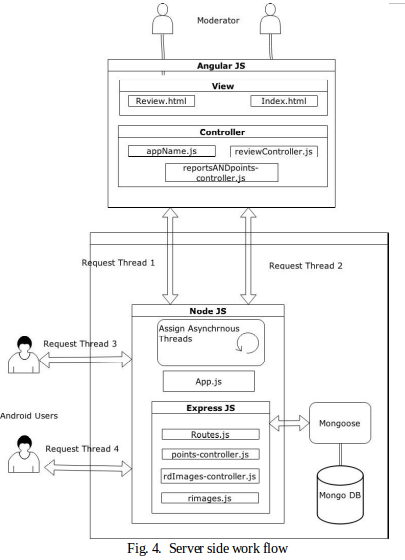 Moderator
Angular JS
View
Review.html
Index.html
Controller
appName.js
reviewController.js
reportsANDpoints-
controller.js
Request Thread 1
Request Thread 2
Node JS
Assign Asynchrnous
Threads
Request Thread 3
App.js
Android Users
Express JS
Routes.js
Mongoose
Request Thread 4
points-controller.js
rdImages-controller.js
rimages.js
Mongo DB
Fig. 4. Server side work flow